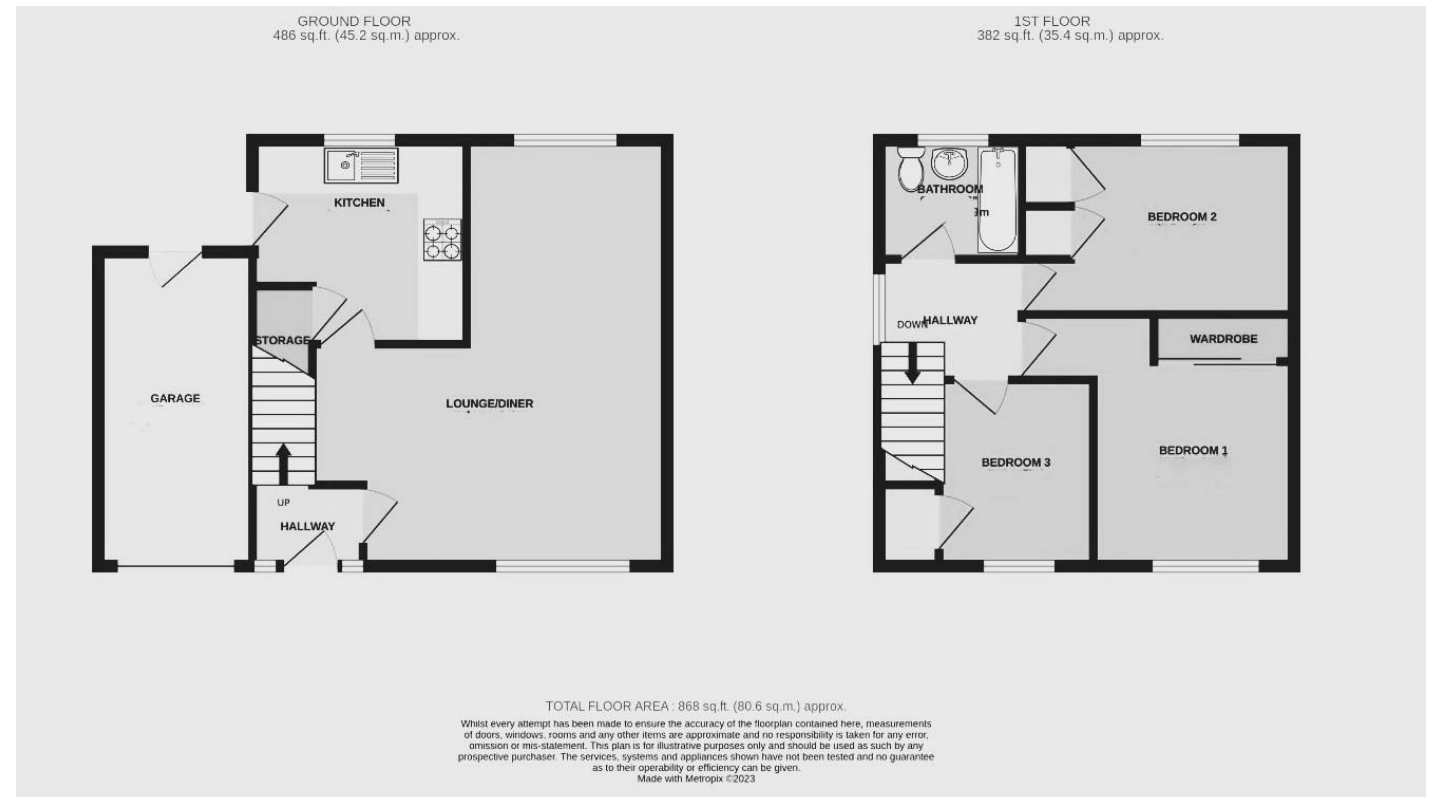 GROUND FLOOR
486 sq.ft. (45.2 sq.m.) approx.
1ST FLOOR
382 sq.ft. (35.4 sq.m.) approx.
KITCHEN
STORAGE
GARAGE
LOUNGE/DINER
UP
HALLWAY
BATHROOM
BEDROOM 2
DOWN
HALLWAY
WARDROBE
BEDROOM 1
BEDROOM 3
TOTAL FLOOR AREA : 868 sq.ft. (80.6 sq.m.) approx.
Whilst every attempt has been made to ensure the accuracy of the floorplan contained here, measurements
of doors, windows, rooms and any other items are approximate and no responsibility is taken for any error,
omission or mis-statement. This plan is for illustrative purposes only and should be used as such by any
prospective purchaser. The services, systems and appliances shown have not been tested and no guarantee
as to their operability or efficiency can be given.
Made with Metropix ©2023